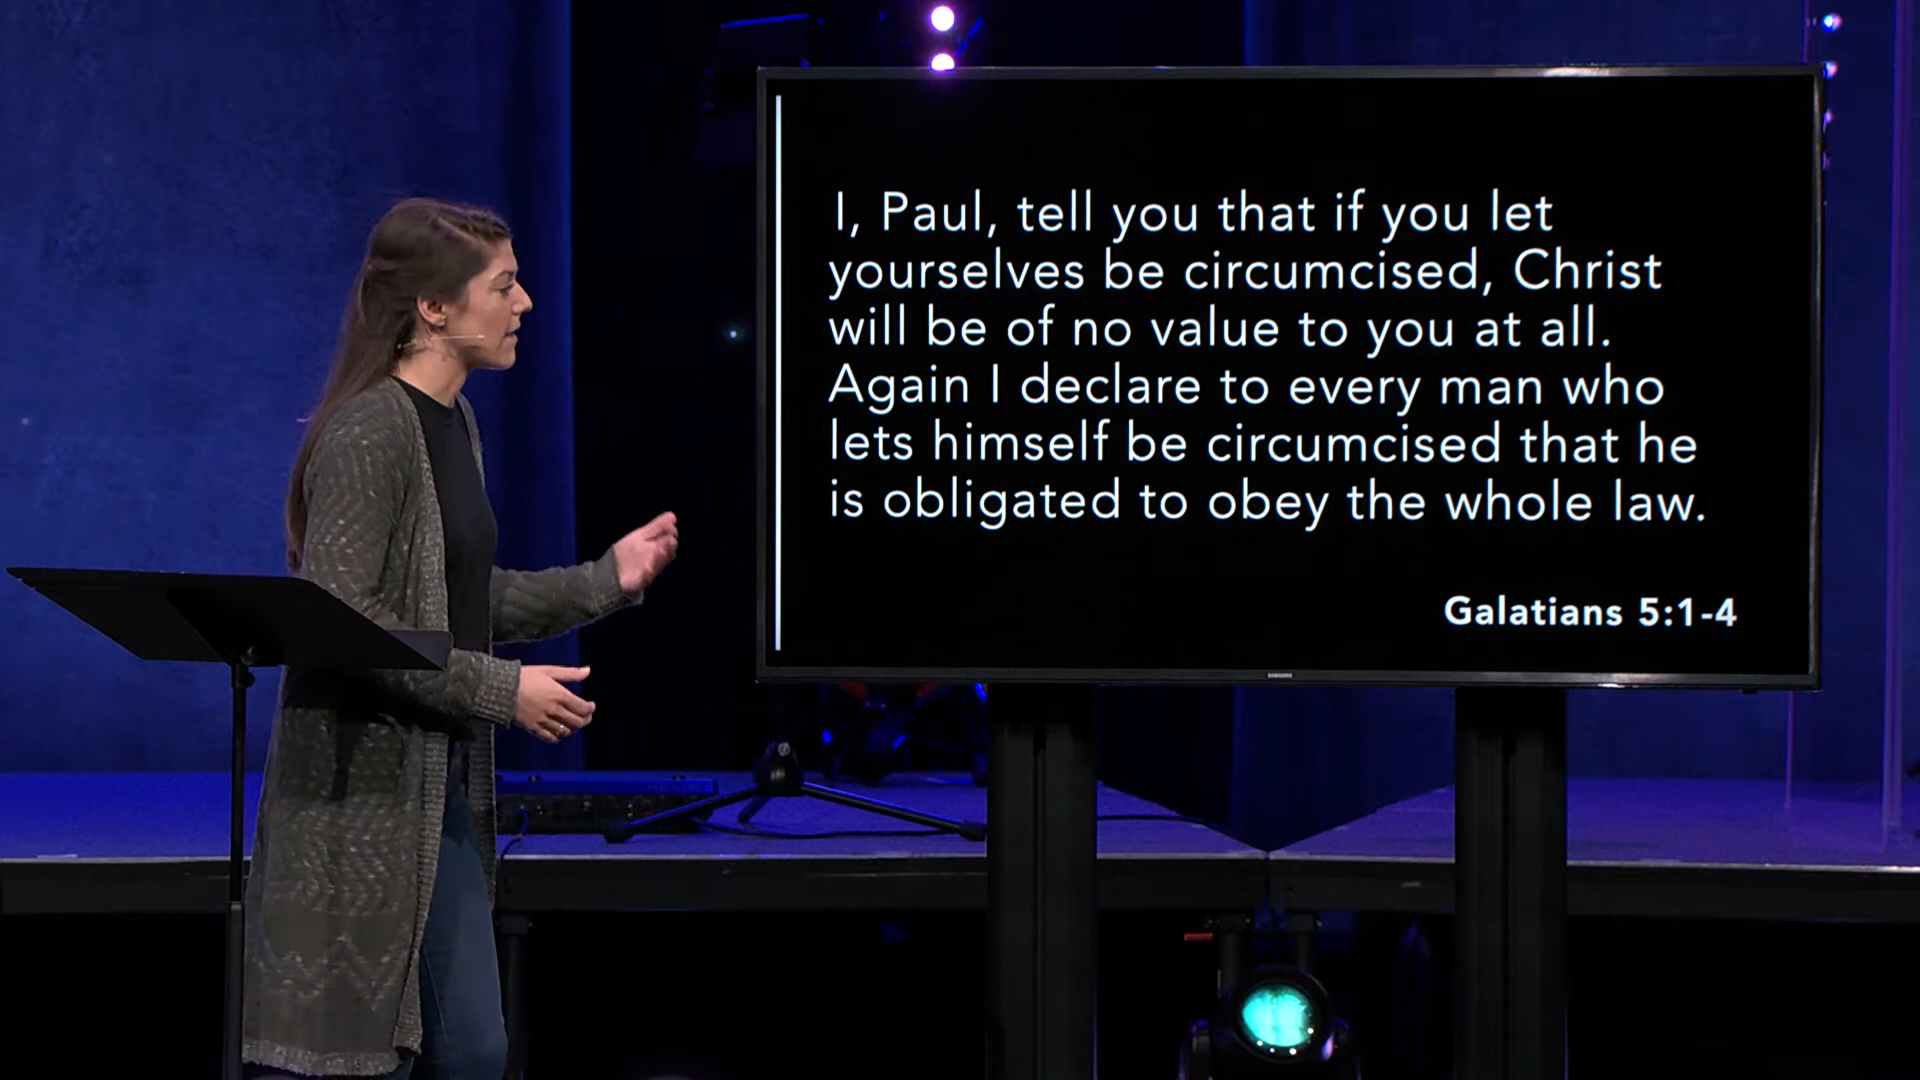 I, Paul, tell you that if you let
yourselves be circumcised, Christ
will be of no value to you at all.
Again I declare to every man who
lets himself be circumcised that he
is obligated to obey the whole law.
Galatians 5:1-4
SAMSUNG